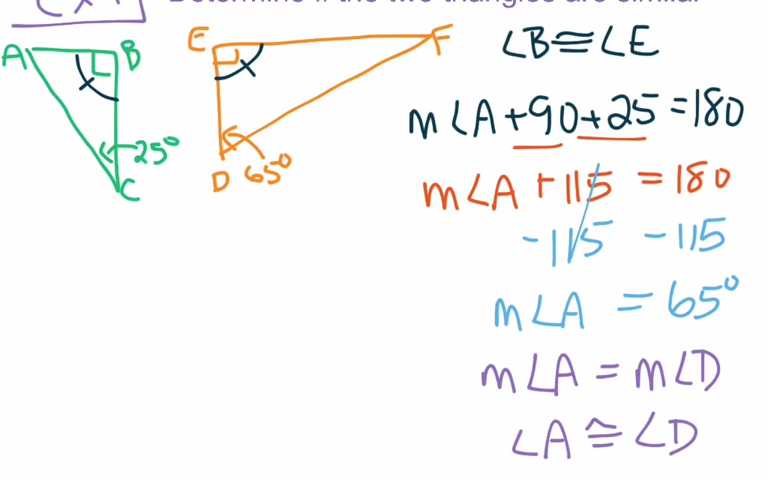 Determine if the two triangles are similar
A B E F ∠B≅∠E
m∠A+90+25=180
25° D 65°
C m∠A+115 = 180
-115 -115
m∠A = 65°
m∠A = m∠D
∠A ≅ ∠D